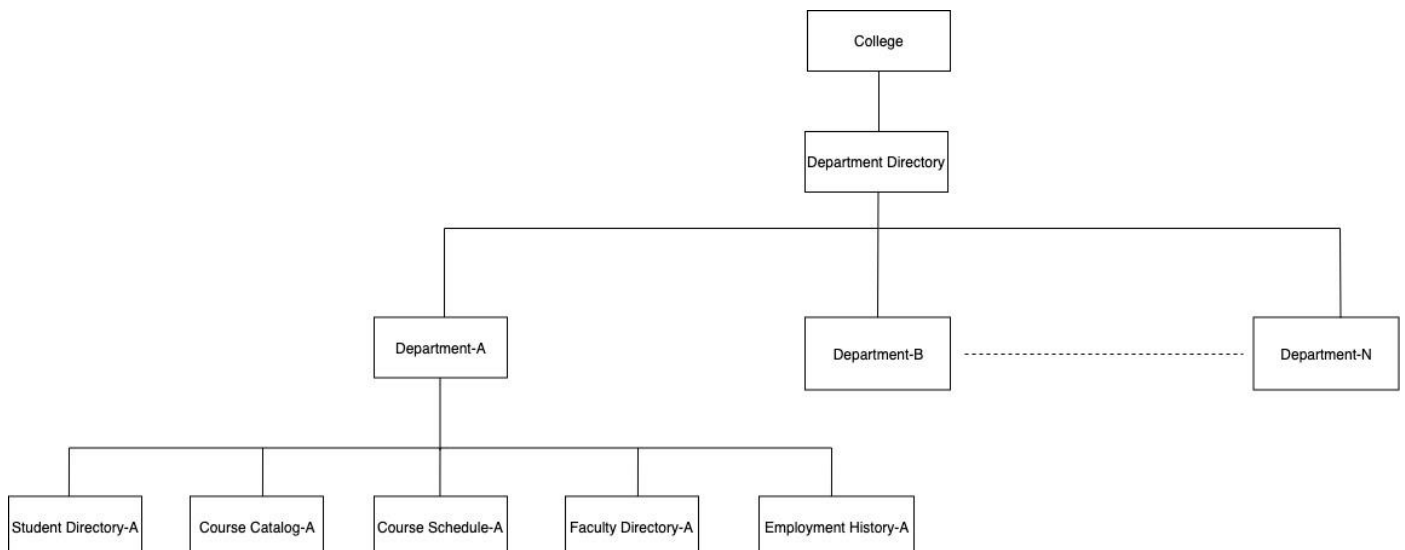 College
Department Directory
Department-A
Department-B
Department-N
Student Directory-A
Course Catalog-A
Course Schedule-A
Faculty Directory-A
Employment History-A